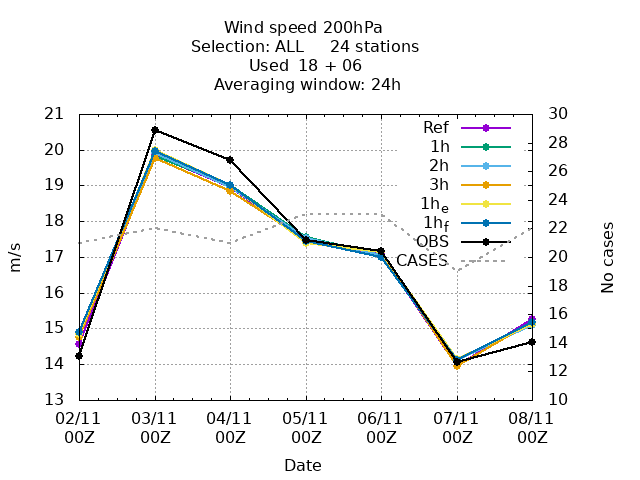 Wind speed 200hPa
Selection: ALL 24 stations
Used 18 + 06
Averaging window: 24h
21
20
19
18
17
16
15
14
13
m/s
30
28
26
24
22
20
18
16
14
12
10
No cases
Ref
1h
2h
3h
1he
1hf
OBS
CASES
02/11 03/11 04/11 05/11 06/11 07/11 08/11
00Z 00Z 00Z 00Z 00Z 00Z 00Z
Date